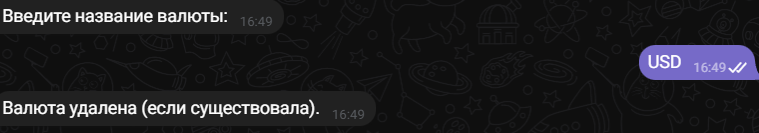 Введите название валюты: 16:49
USD 16:49
Валюта удалена (если существовала). 16:49